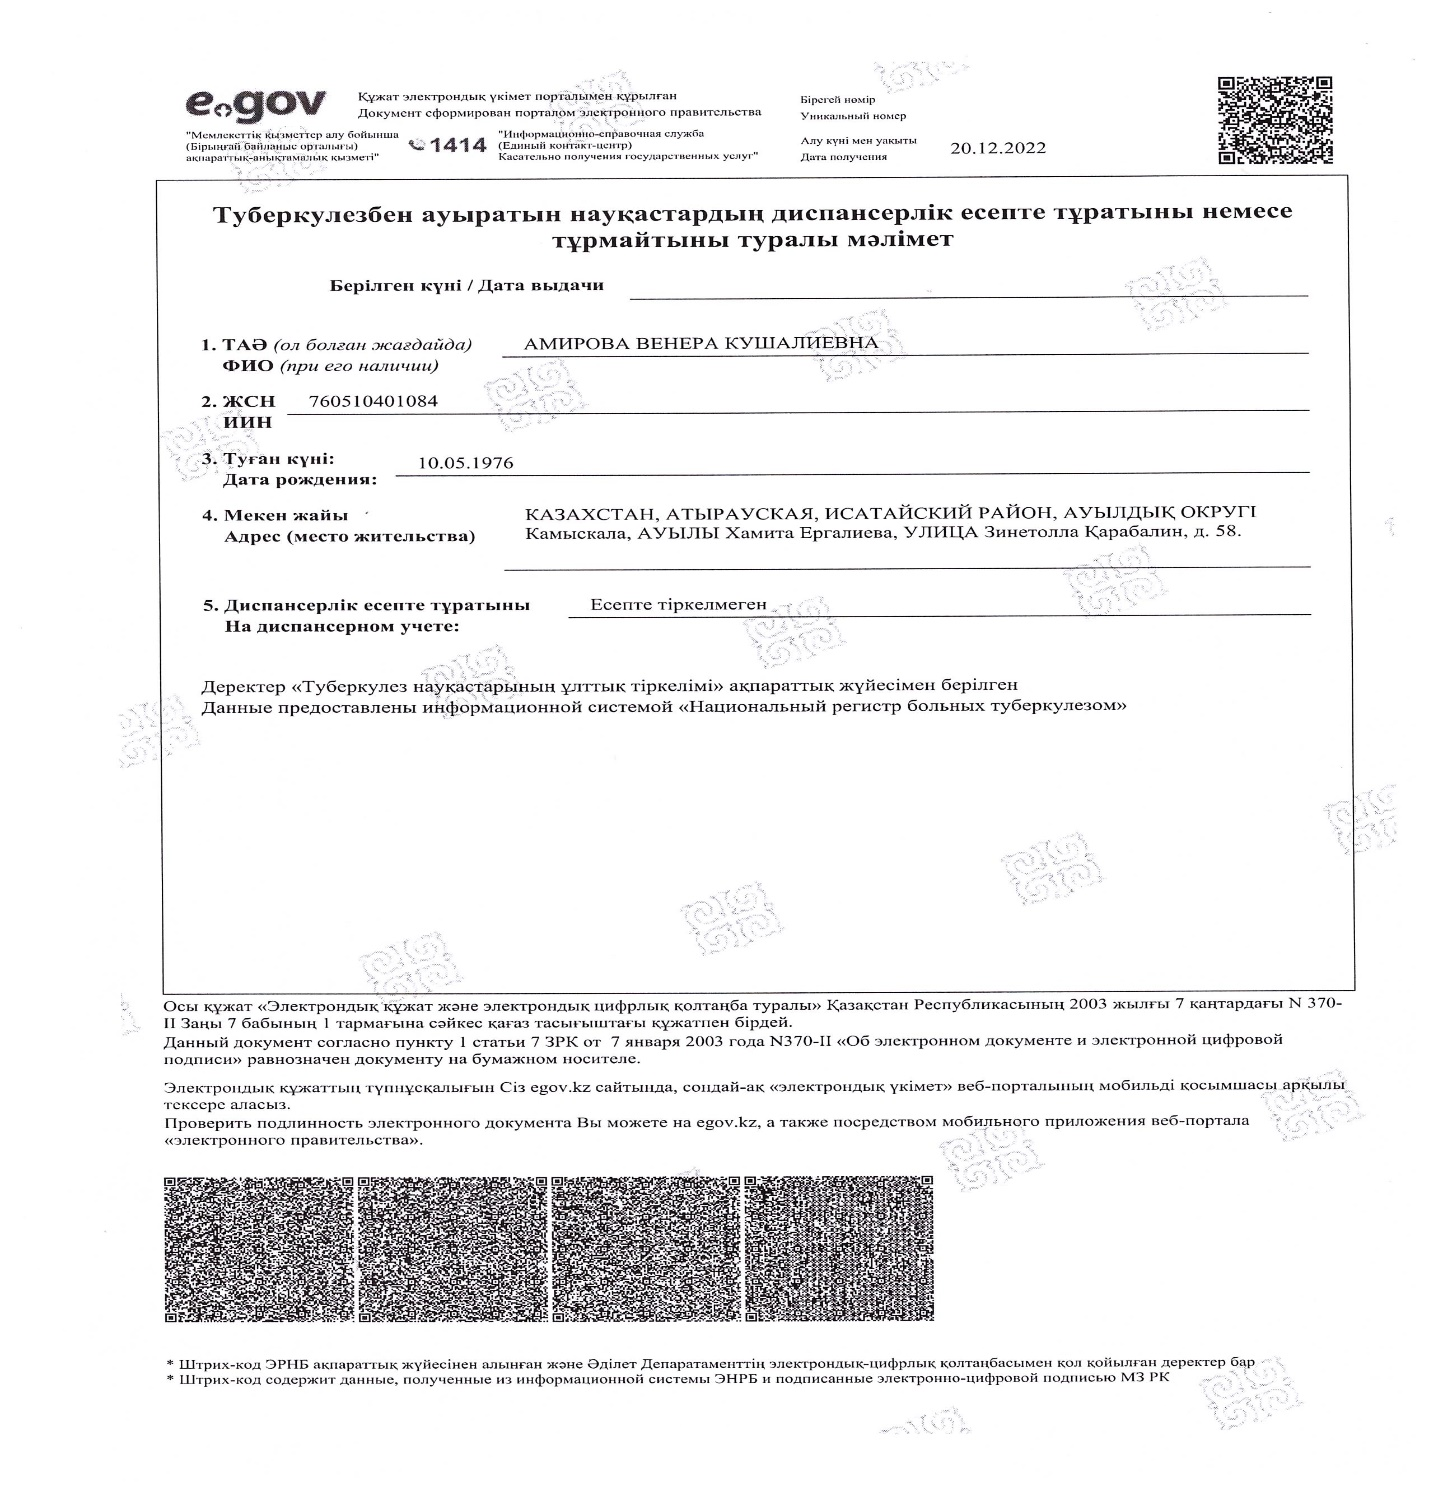 e.gov
Құжат электрондық үкімет порталымен құрылған
Документ сформирован порталом электронного правительства
"Мемлекеттік қызметтер алу бойынша
(Бірыңғай байланыс орталығы)
ақпараттық-анықтамалық қызметі"
1414
"Информационно-справочная служба
(Единый контакт-центр)
Касательно получения государственных услуг"
Бірегей нөмір
Уникальный номер
Алу күні мен уақыты
Дата получения
20.12.2022
Туберкулезбен ауыратын науқастардың диспансерлік есепте тұратыны немесе
тұрмайтыны туралы мәлімет
Берілген күні / Дата выдачи
1. ТАӘ (ол болған жағдайда) АМИРОВА ВЕНЕРА КУШАЛИЕВНА
ФИО (при его наличии)
2. ЖСН 760510401084
ИИН
3. Туған күні: 10.05.1976
Дата рождения:
4. Мекен жайы КАЗАХСТАН, АТЫРАУСКАЯ, ИСАТАЙСКИЙ РАЙОН, АУЫЛДЫҚ ОКРУГІ
Адрес (место жительства) Камыскала, АУЫЛЫ Хамита Ергалиева, УЛИЦА Зинетолла Қарабалин, д. 58.
5. Диспансерлік есепте тұратыны Есепте тіркелмеген
На диспансерном учете:
Деректер «Туберкулез науқастарының ұлттық тіркелімі» ақпараттық жүйесімен берілген
Данные предоставлены информационной системой «Национальный регистр больных туберкулезом»
Осы құжат «Электрондық құжат және электрондық цифрлық қолтаңба туралы» Қазақстан Республикасының 2003 жылғы 7 қаңтардағы N 370-
II Заңы 7 бабының 1 тармағына сәйкес қағаз тасығыштағы құжатпен бірдей.
Данный документ согласно пункту 1 статьи 7 ЗРК от 7 января 2003 года N370-II «Об электронном документе и электронной цифровой
подписи» равнозначен документу на бумажном носителе.
Электрондық құжаттың түпнұсқалығын Сіз egov.kz сайтында, сондай-ақ «электрондық үкімет» веб-порталының мобильді қосымшасы арқылы
тексере аласыз.
Проверить подлинность электронного документа Вы можете на egov.kz, а также посредством мобильного приложения веб-портала
«электронного правительства».
* Штрих-код ЭРНБ ақпараттық жүйесінен алынған және Әділет Департаментінің электрондық-цифрлық қолтаңбасымен қол қойылған деректер бар
* Штрих-код содержит данные, полученные из информационной системы ЭНРБ и подписанные электронно-цифровой подписью МЗ РК